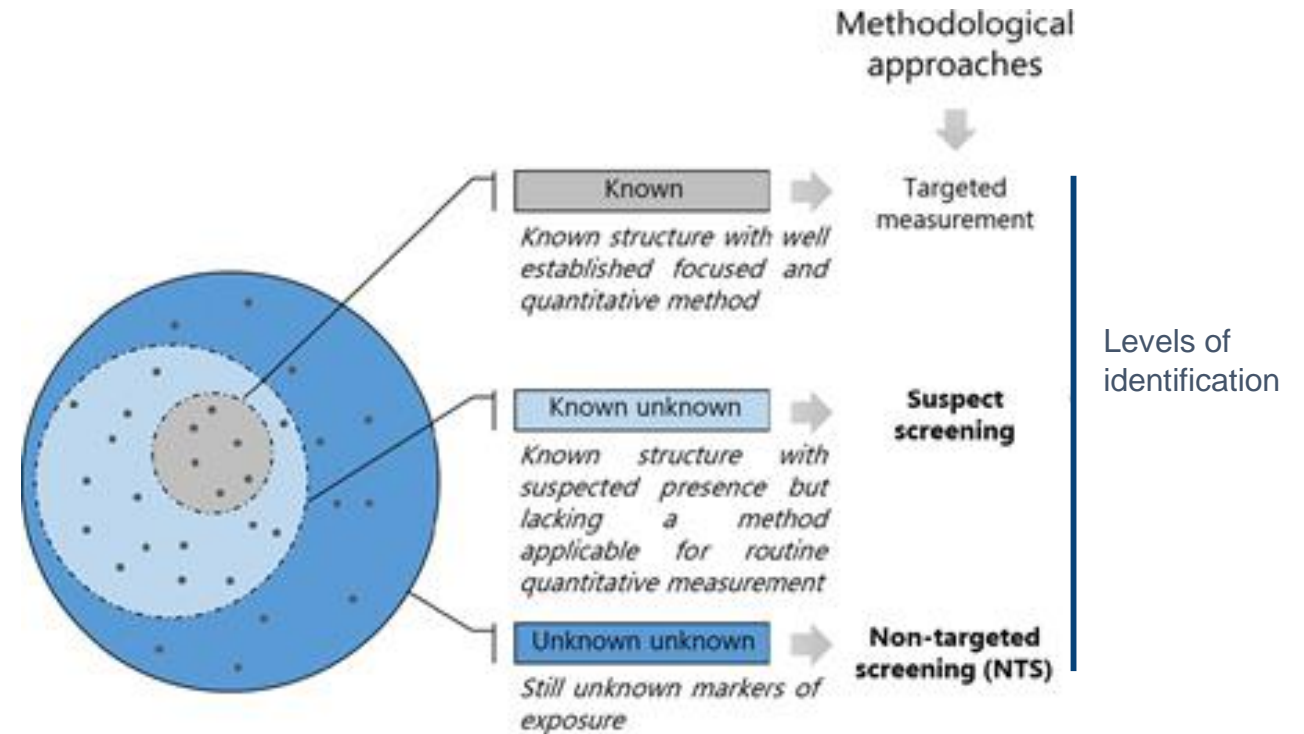 Methodological
approaches
Known
Targeted
measurement
Known structure with well
established focused and
quantitative method
Levels of
identification
Known unknown
Suspect
screening
Known structure with
suspected presence but
lacking a method
applicable for routine
quantitative measurement
Unknown unknown
Non-targeted
screening (NTS)
Still unknown markers of
exposure